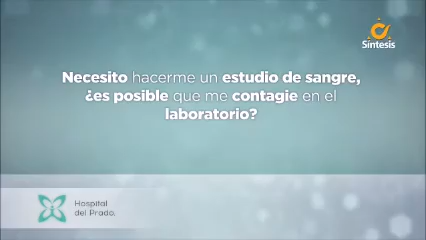 Síntesis
Necesito hacerme un estudio de sangre,
¿es posible que me contagie en el
laboratorio?
Hospital
del Prado.